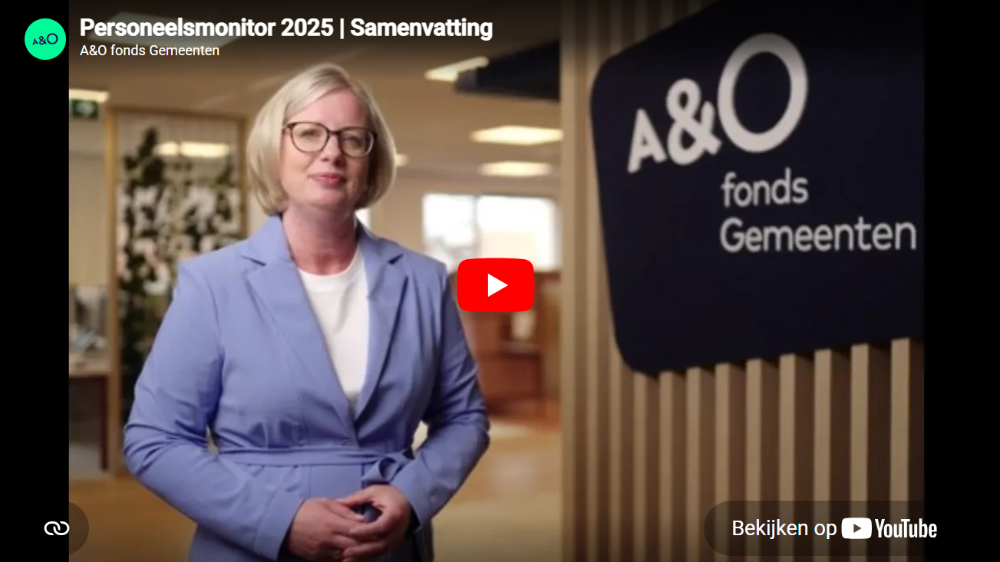 A&O
Personeelsmonitor 2025 | Samenvatting
A&O fonds Gemeenten
A&O
fonds
Gemeenten
Bekijken op YouTube